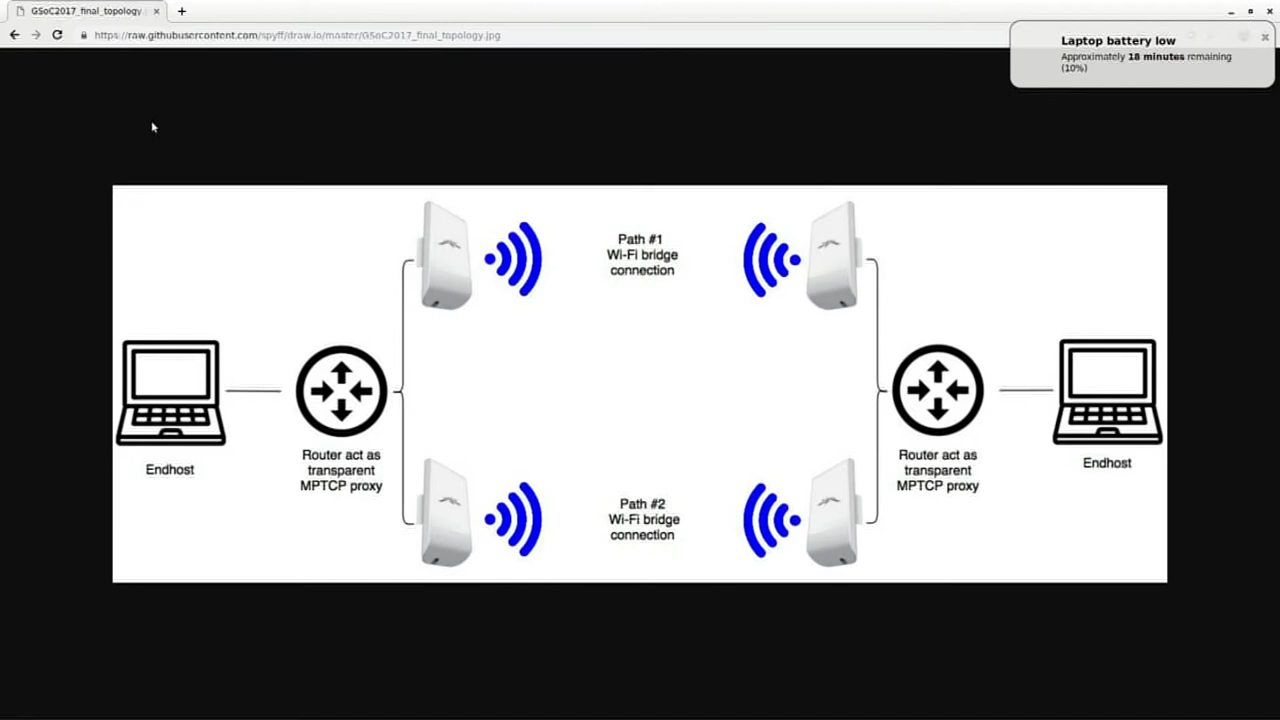 GSoC2017_final_topology.
https://raw.githubusercontent.com/spyff/draw.io/master/GSoC2017_final_topology.jpg
Laptop battery low
Approximately 18 minutes remaining
(10%)
Path #1
Wi-Fi bridge
connection
Endhost
Router act as
transparent
MPTCP proxy
Path #2
Wi-Fi bridge
connection
Router act as
transparent
MPTCP proxy
Endhost